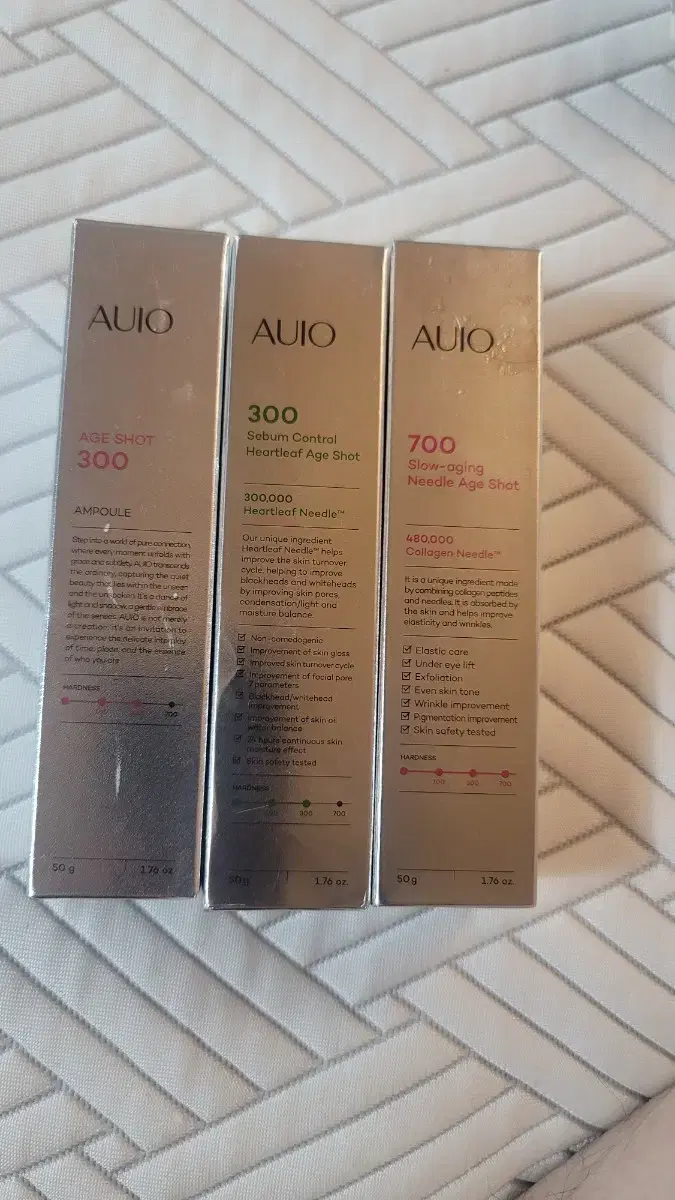 AUIO
AGE SHOT
300
AMPOULE
Step into a world of pure connection,
where every moment unfolds with
grace and subtlety. AUIO transcends
the ordinary, capturing the quiet
beauty that lies within the unseen
and the unspoken. It's a dance of
light and shadow, a gentle embrace
of the senses. AUIO is not merely
a creation; it's an invitation to
experience the delicate interplay
of time, place, and the essence
of who you are
HARDNESS
700
50 g
1.76 oz.
AUIO
300
Sebum Control
Heartleaf Age Shot
300,000
Heartleaf Needle™
Our unique ingredient
Heartleaf Needle™ helps
improve the skin turnover
cycle, helping to improve
blackheads and whiteheads
by improving skin pores,
condensation/light and
moisture balance.
Non-comedogenic
Improvement of skin gloss
Improved skin turnover cycle
Improvement of facial pore
7 parameters
Blackhead/whitehead
improvement
Improvement of skin oil
water balance
24 hours continuous skin
moisture effect
Skin safety tested
HARDNESS
300
700
50 g
1.76 oz.
AUIO
700
Slow-aging
Needle Age Shot
480,000
Collagen Needle™
It is a unique ingredient made
by combining collagen peptides
and needles. It is absorbed by
the skin and helps improve
elasticity and wrinkles.
Elastic care
Under eye lift
Exfoliation
Even skin tone
Wrinkle improvement
Pigmentation improvement
Skin safety tested
HARDNESS
100
300
700
50 g
1.76 oz.